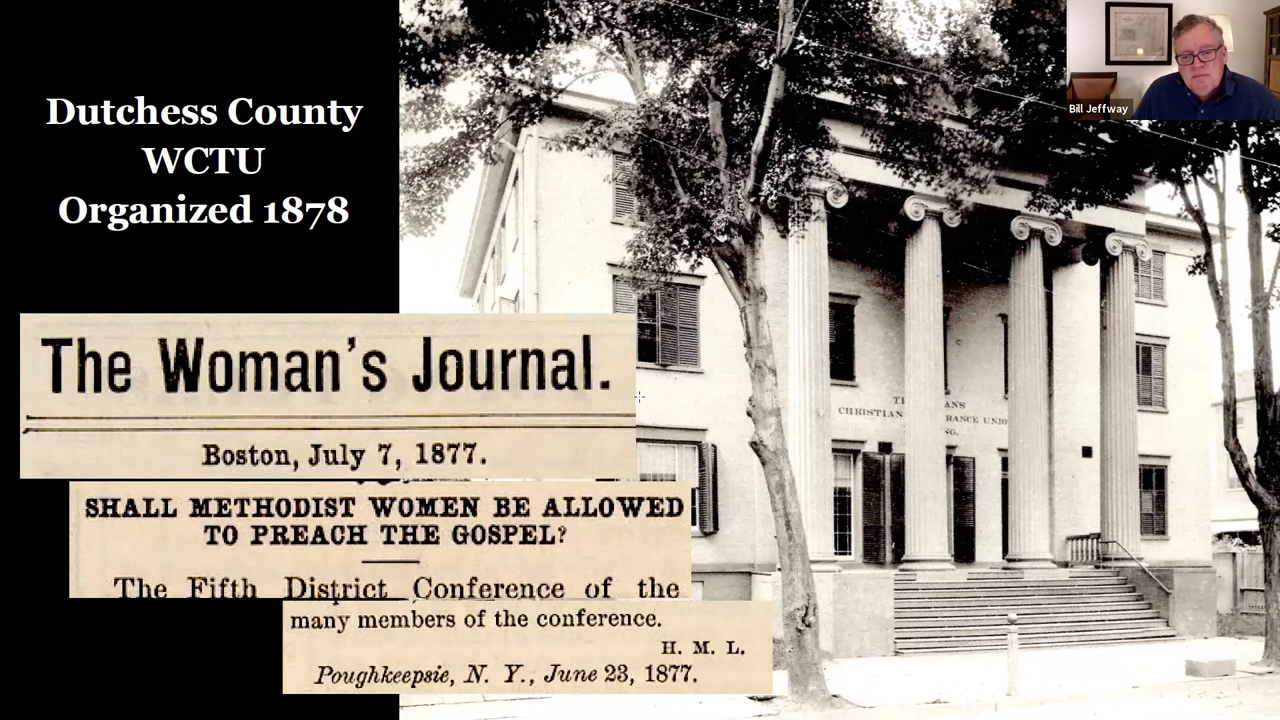 Dutchess County
WCTU
Organized 1878
The Woman's Journal.
Boston, July 7, 1877.
SHALL METHODIST WOMEN BE ALLOWED
TO PREACH THE GOSPEL?
The Fifth District Conference of the
many members of the conference.
H. M. L.
Poughkeepsie, N. Y., June 23, 1877.
CHRISTIAN
UNION
Bill Jeffway